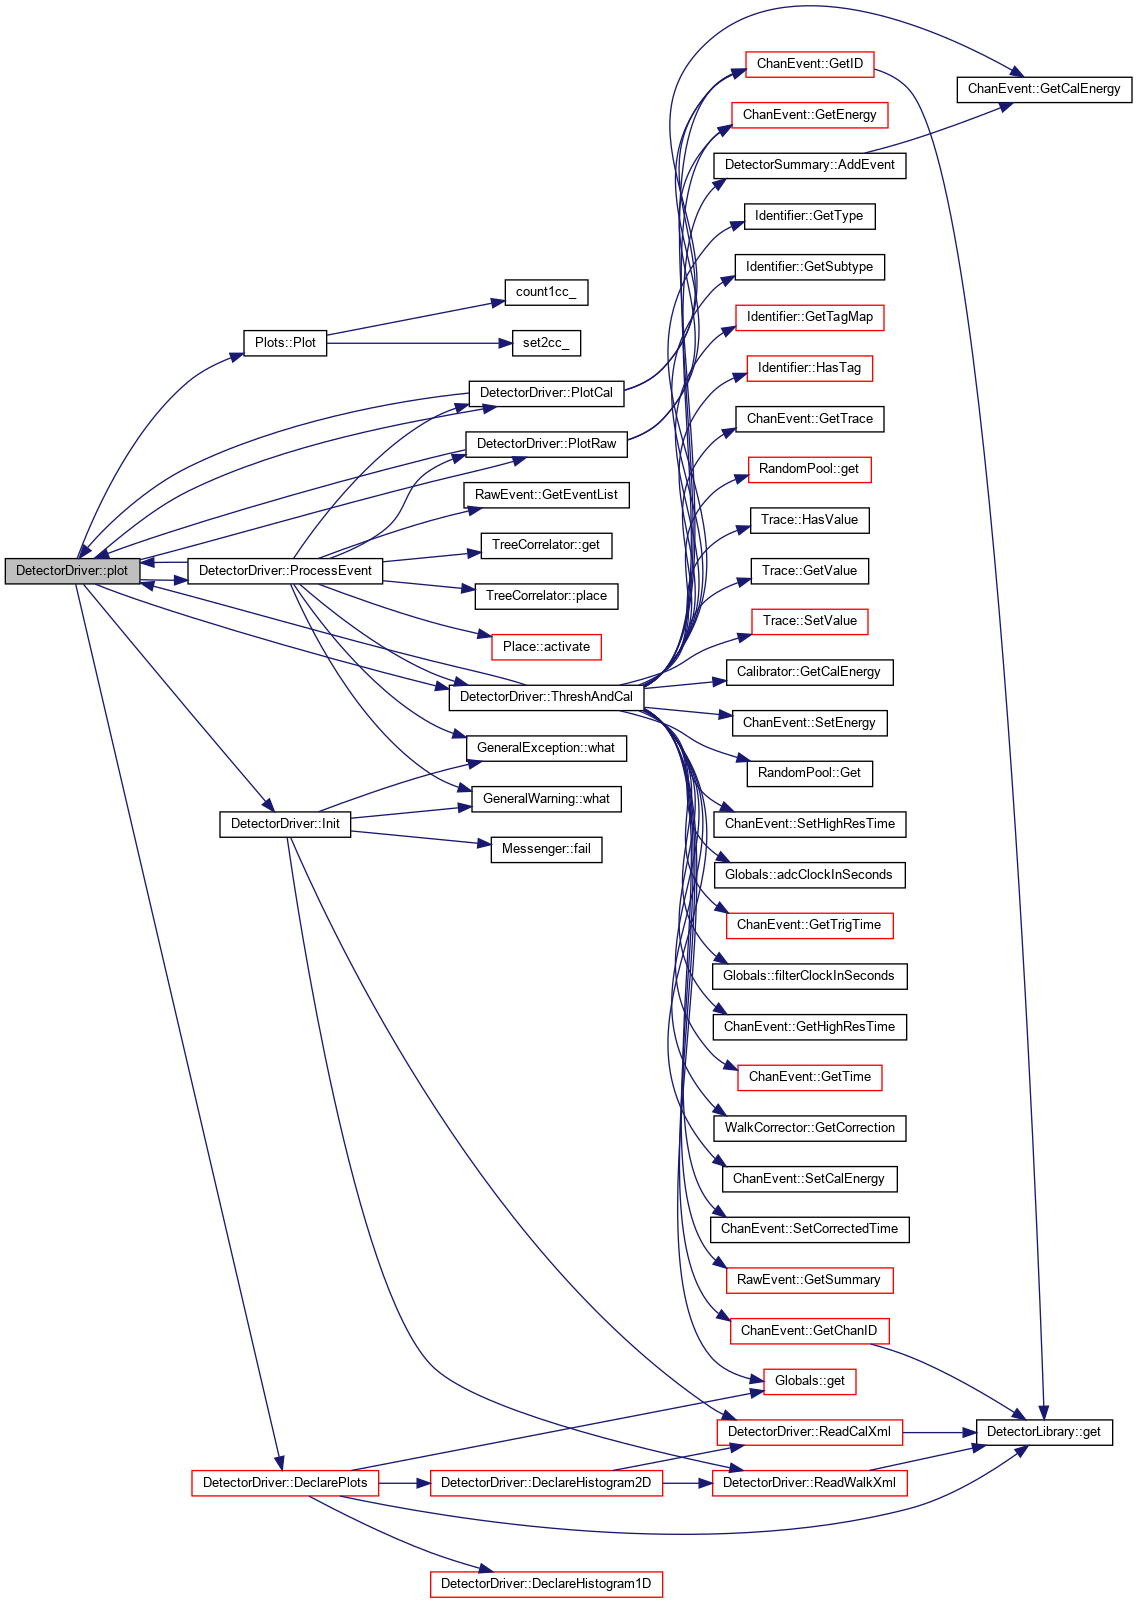 ChanEvent::GetID
ChanEvent::GetCalEnergy
ChanEvent::GetEnergy
DetectorSummary::AddEvent
Identifier::GetType
Identifier::GetSubtype
count1cc_
Identifier::GetTagMap
Plots::Plot
set2cc_
Identifier::HasTag
DetectorDriver::PlotCal
ChanEvent::GetTrace
DetectorDriver::PlotRaw
RandomPool::get
RawEvent::GetEventList
Trace::HasValue
TreeCorrelator::get
DetectorDriver::plot
DetectorDriver::ProcessEvent
Trace::GetValue
TreeCorrelator::place
Trace::SetValue
Place::activate
Calibrator::GetCalEnergy
DetectorDriver::ThreshAndCal
ChanEvent::SetEnergy
GeneralException::what
RandomPool::Get
GeneralWarning::what
DetectorDriver::Init
ChanEvent::SetHighResTime
Messenger::fail
Globals::adcClockInSeconds
ChanEvent::GetTrigTime
Globals::filterClockInSeconds
ChanEvent::GetHighResTime
ChanEvent::GetTime
WalkCorrector::GetCorrection
ChanEvent::SetCalEnergy
ChanEvent::SetCorrectedTime
RawEvent::GetSummary
ChanEvent::GetChanID
Globals::get
DetectorDriver::ReadCalXml
DetectorLibrary::get
DetectorDriver::DeclarePlots
DetectorDriver::DeclareHistogram2D
DetectorDriver::ReadWalkXml
DetectorDriver::DeclareHistogram1D